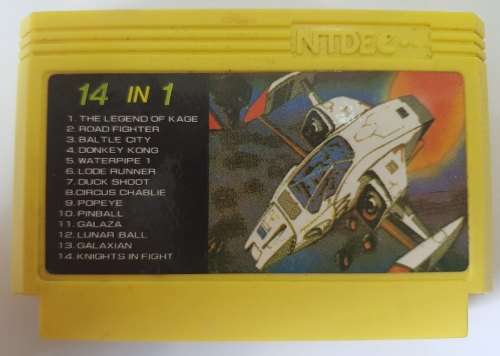 NTDEC
14 IN 1
1. THE LEGEND OF KAGE
2. ROAD FIGHTER
3. BALTLE CITY
4. DONKEY KONG
5. WATERPIPE 1
6. LODE RUNNER
7. DUCK SHOOT
8. CIRCUS CHABLIE
9. POPEYE
10. PINBALL
11. GALAZA
12. LUNAR BALL
13. GALAXIAN
14. KNIGHTS IN FIGHT